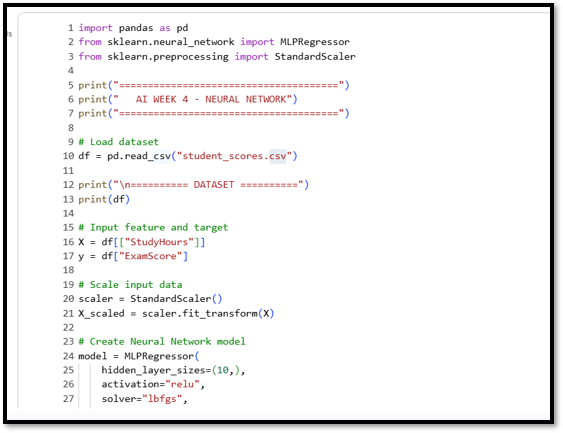 ls
1 import pandas as pd
2 from sklearn.neural_network import MLPRegressor
3 from sklearn.preprocessing import StandardScaler
4
5 print("======================================")
6 print("   AI WEEK 4 - NEURAL NETWORK")
7 print("======================================")
8
9 # Load dataset
10 df = pd.read_csv("student_scores.csv")
11
12 print("\n========== DATASET ==========")
13 print(df)
14
15 # Input feature and target
16 X = df[["StudyHours"]]
17 y = df["ExamScore"]
18
19 # Scale input data
20 scaler = StandardScaler()
21 X_scaled = scaler.fit_transform(X)
22
23 # Create Neural Network model
24 model = MLPRegressor(
25     hidden_layer_sizes=(10,),
26     activation="relu",
27     solver="lbfgs",